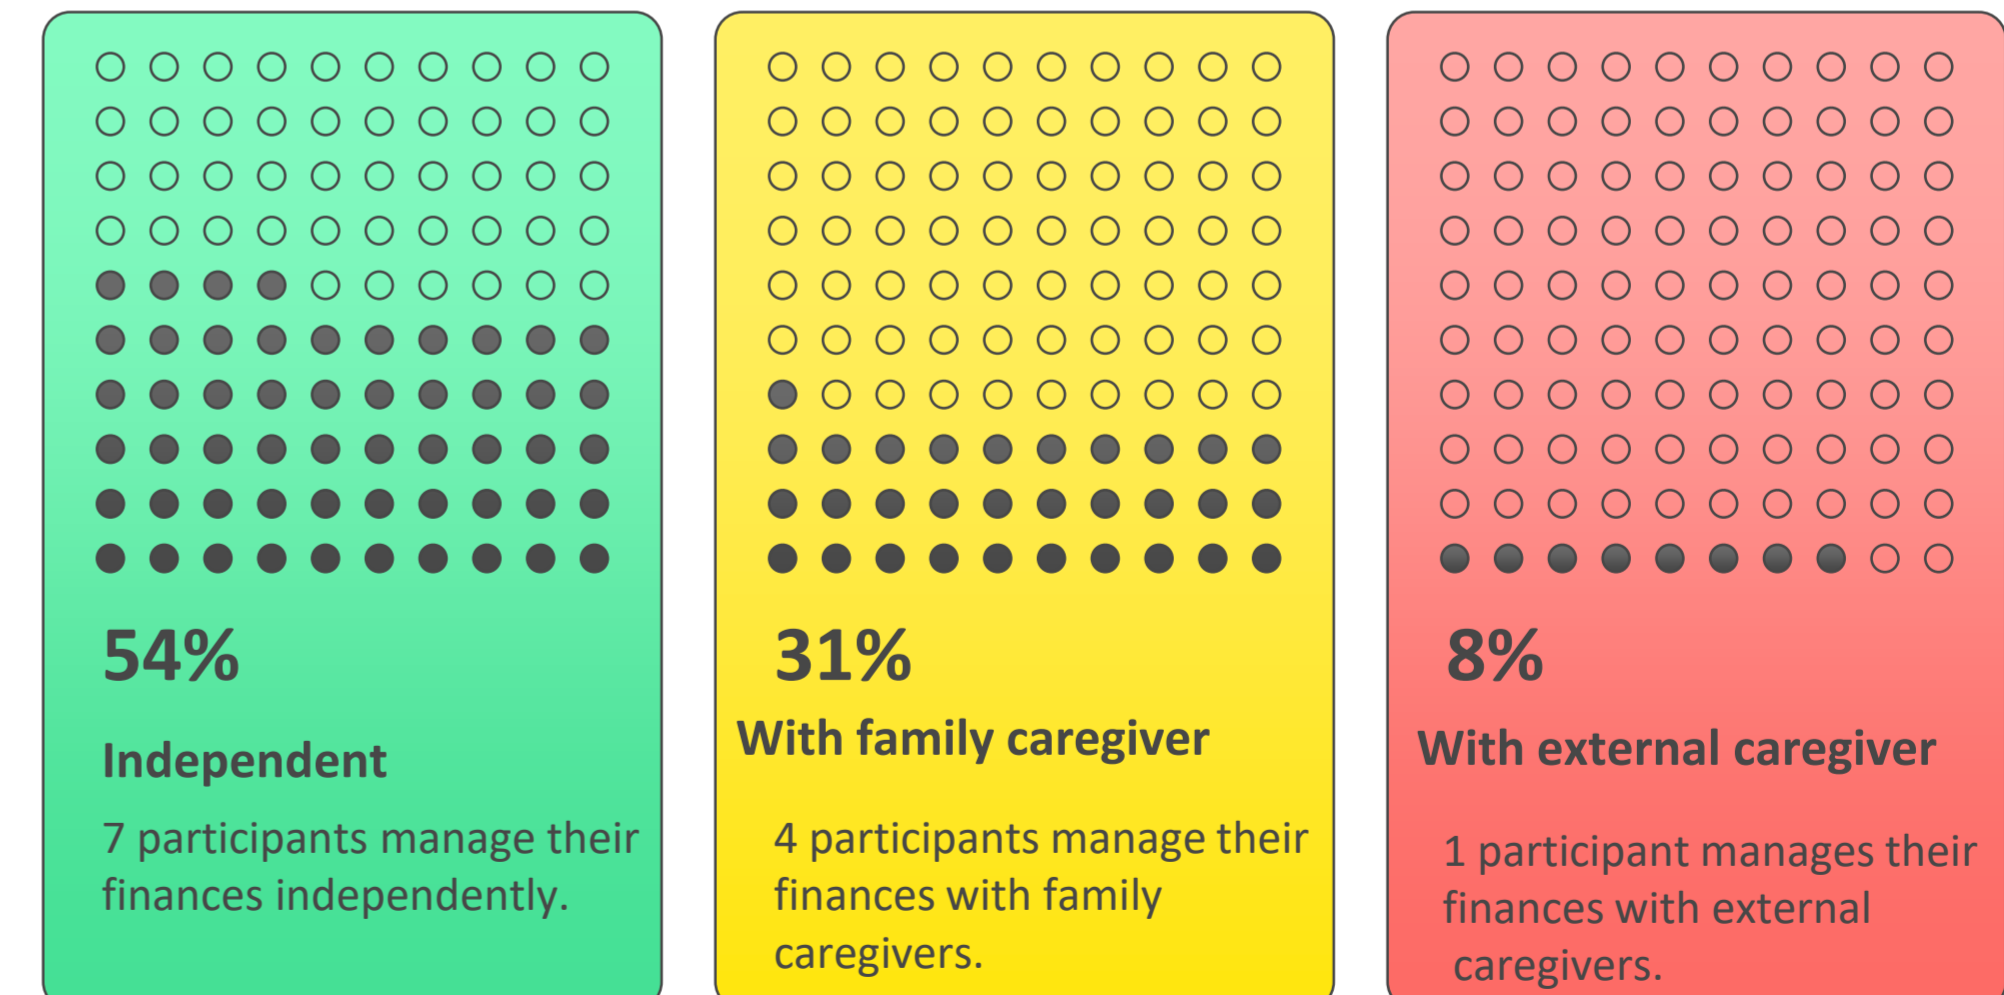 54%
Independent
7 participants manage their
finances independently.
31%
With family caregiver
4 participants manage their
finances with family
caregivers.
8%
With external caregiver
1 participant manages their
finances with external
caregivers.